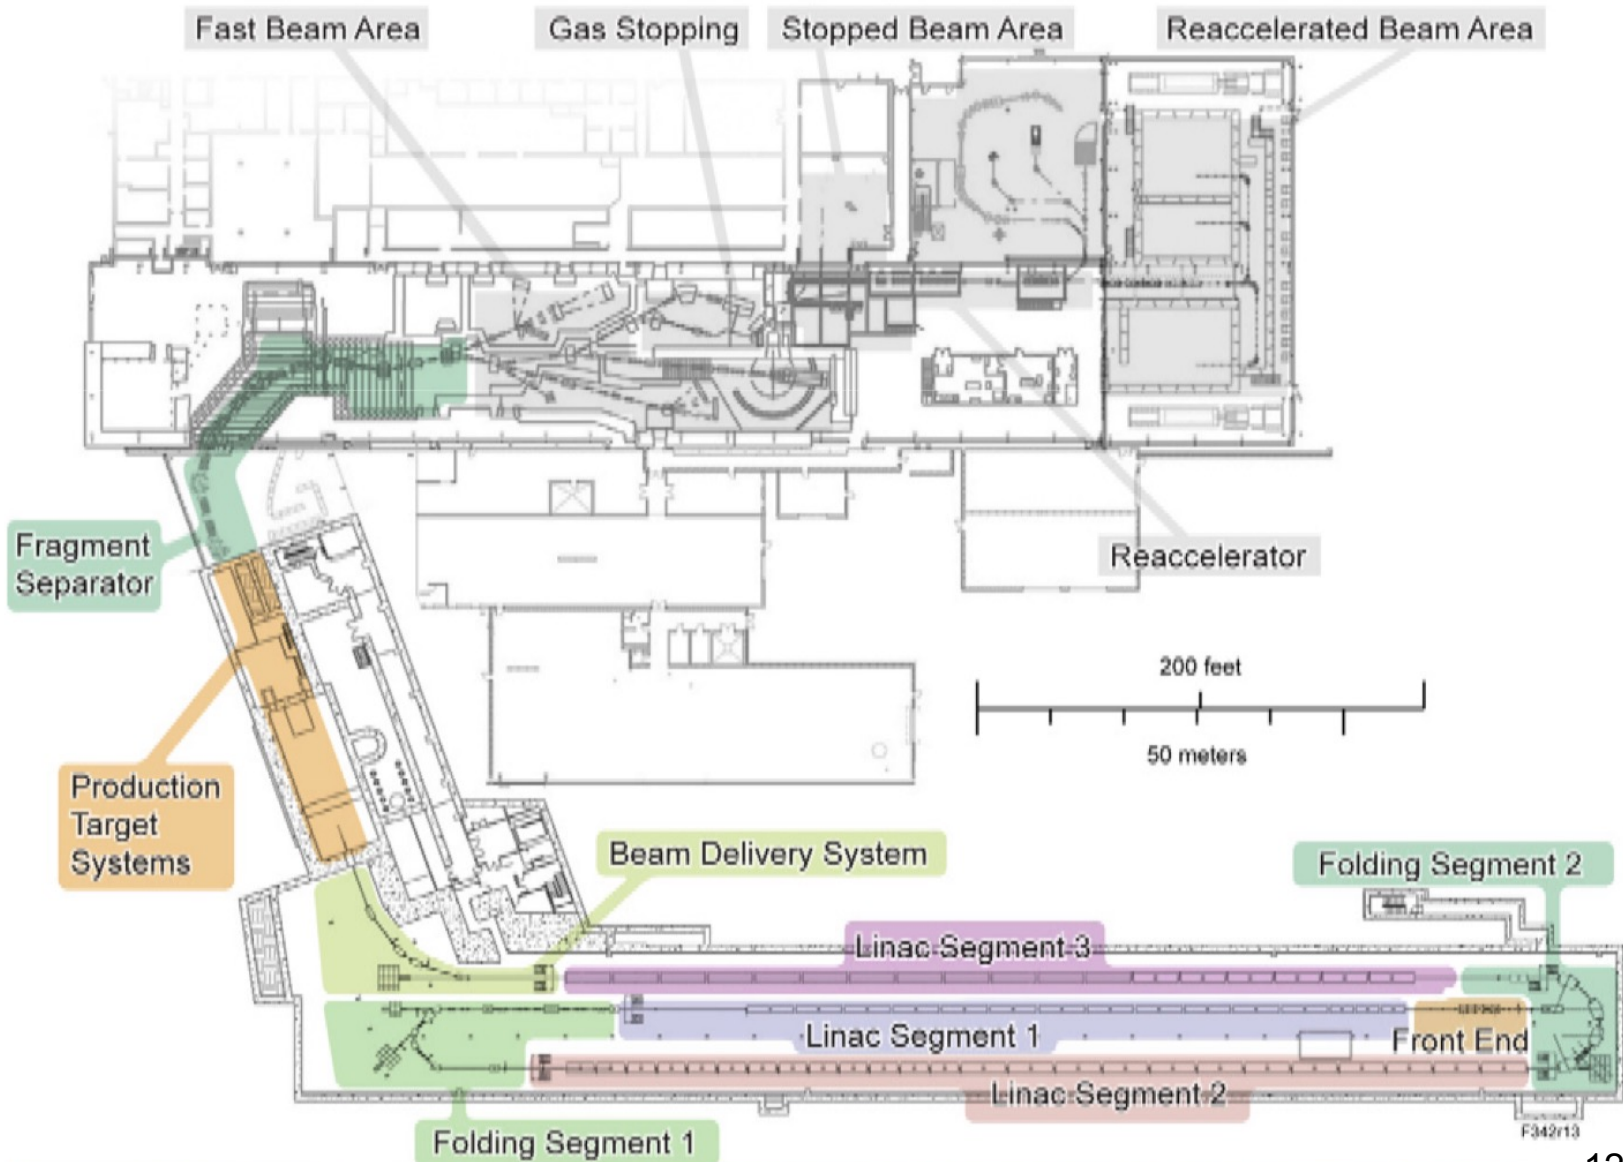 Fast Beam Area
Gas Stopping
Stopped Beam Area
Reaccelerated Beam Area
Fragment
Separator
Reaccelerator
200 feet
50 meters
Production
Target
Systems
Beam Delivery System
Folding Segment 2
Linac Segment 3
Linac Segment 1
Front End
Linac Segment 2
Folding Segment 1
F342r13
12